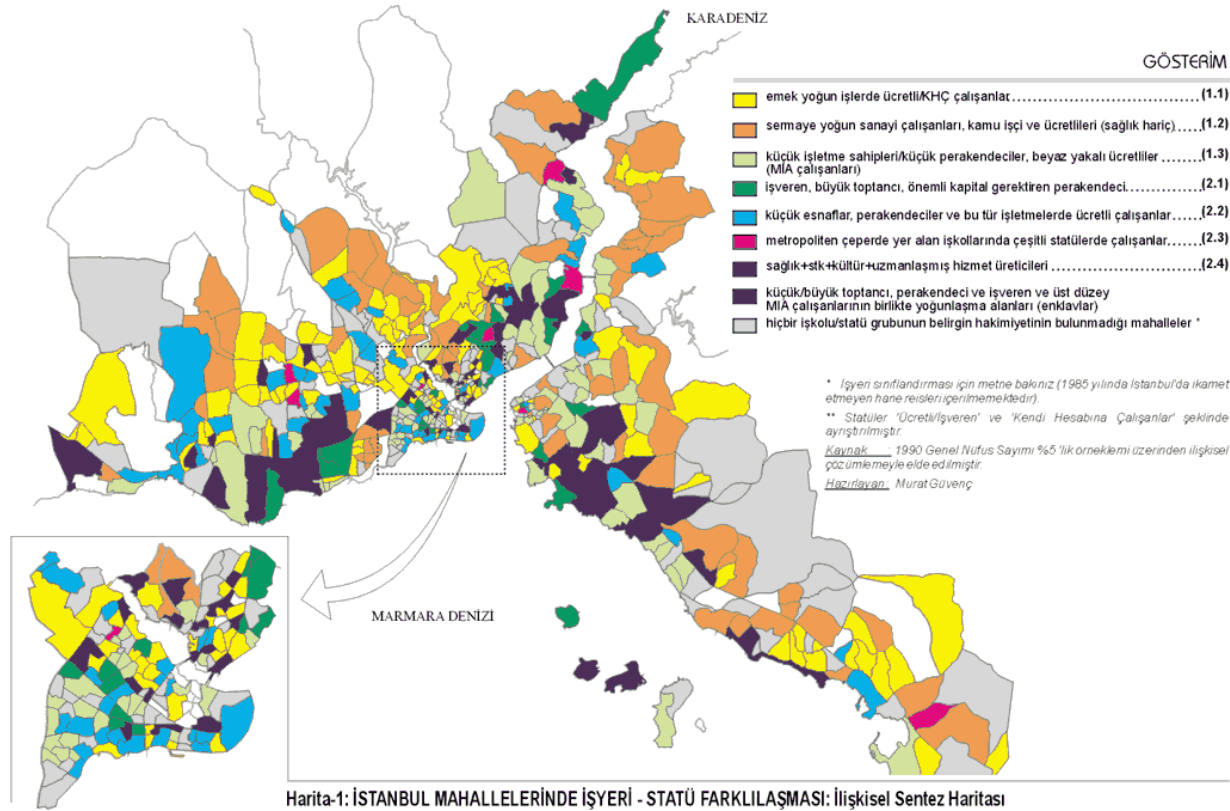 KARADENİZ
GÖSTERİM
emek yoğun işlerde ücretli/KHÇ çalışanlar..............................(1.1)
sermaye yoğun sanayi çalışanları, kamu işçi ve ücretlileri (sağlık hariç).....(1.2)
küçük işletme sahipleri/küçük perakendeciler, beyaz yakalı ücretliler ..........(1.3)
(MİA çalışanları)
işveren, büyük toptancı, önemli kapital gerektiren perakendeci...............(2.1)
küçük esnaflar, perakendeciler ve bu tür işletmelerde ücretli çalışanlar......(2.2)
metropoliten çeperde yer alan işkollarında çeşitli statülerde çalışanlar.......(2.3)
sağlık+stk+kültür+uzmanlaşmış hizmet üreticileri ..............................(2.4)
küçük/büyük toptancı, perakendeci ve işveren ve üst düzey
MİA çalışanlarının birlikte yoğunlaşma alanları (enklavlar)
hiçbir işkolu/statü grubunun belirgin hakimiyetinin bulunmadığı mahalleler *
* İşyeri sınıflandırması için metne bakınız (1985 yılında İstanbul'da ikamet
etmeyen hane reisleri içerilmemektedir).
** Statüler 'Ücretli/İşveren' ve 'Kendi Hesabına Çalışanlar' şeklinde
ayrıştırılmıştır.
Kaynak : 1990 Genel Nüfus Sayımı %5 'lik örneklemi üzerinden ilişkisel
çözümlemeyle elde edilmiştir.
Hazırlayan: Murat Güvenç
MARMARA DENİZİ
Harita-1: İSTANBUL MAHALLELERİNDE İŞYERİ - STATÜ FARKLILAŞMASI: İlişkisel Sentez Haritası